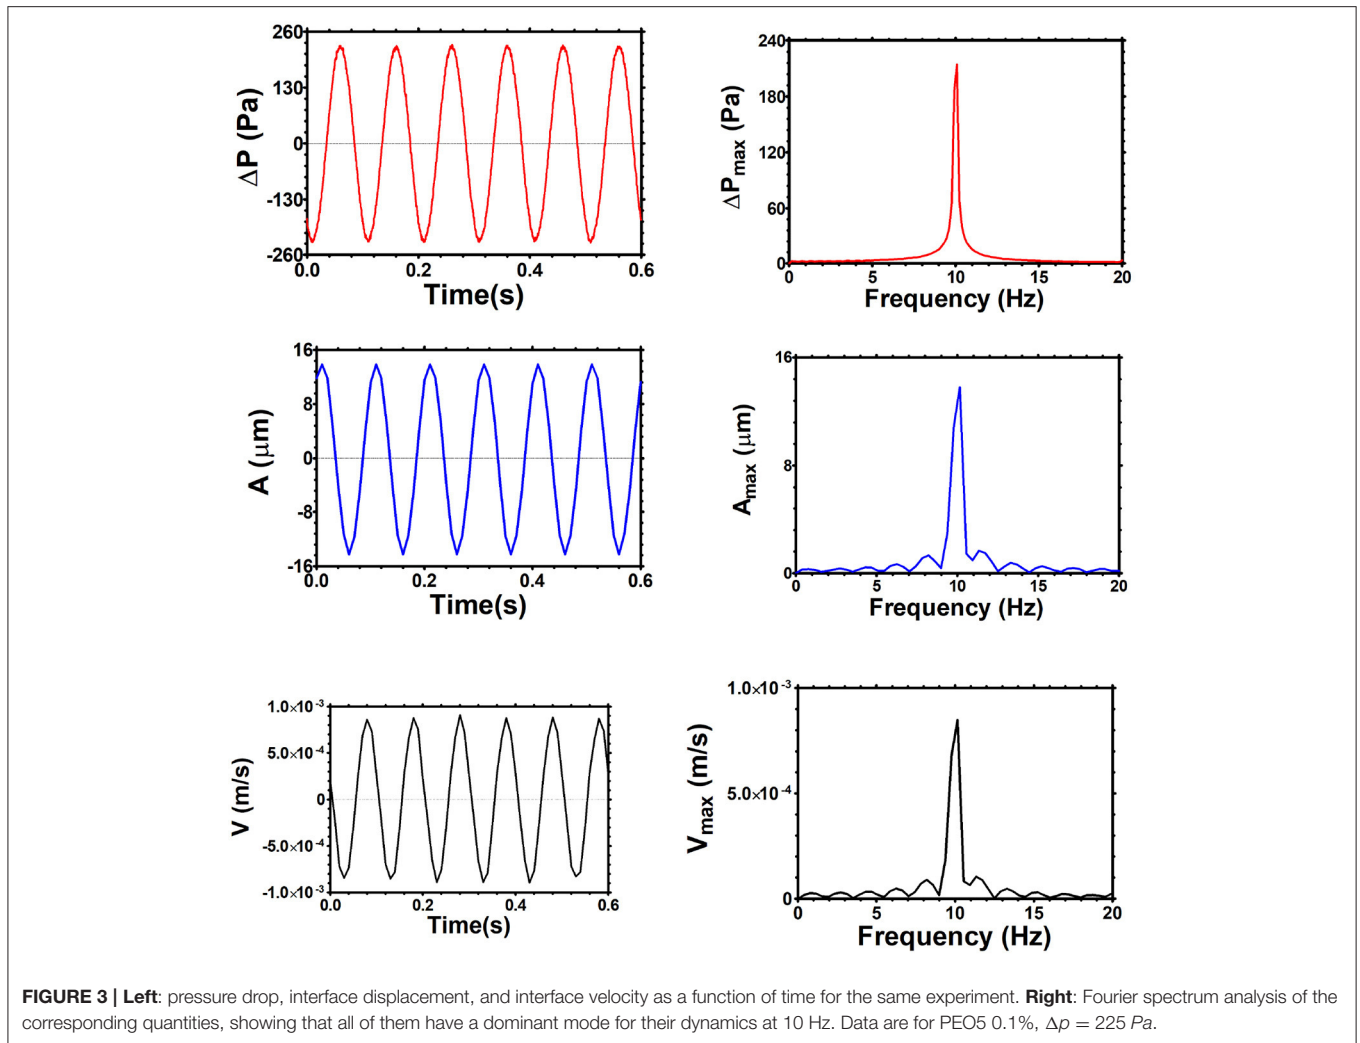 260
130
0
-130
-260
ΔP (Pa)
0.0 0.2 0.4 0.6
Time(s)
240
180
120
60
0
ΔPmax (Pa)
0 5 10 15 20
Frequency (Hz)
16
8
0
-8
-16
A (μm)
0.0 0.2 0.4 0.6
Time(s)
16
8
0
Amax (μm)
0 5 10 15 20
Frequency (Hz)
1.0×10⁻³
5.0×10⁻⁴
0
-5.0×10⁻⁴
-1.0×10⁻³
V (m/s)
0.0 0.2 0.4 0.6
Time(s)
1.0×10⁻³
5.0×10⁻⁴
0
Vmax (m/s)
0 5 10 15 20
Frequency (Hz)
FIGURE 3 | Left: pressure drop, interface displacement, and interface velocity as a function of time for the same experiment. Right: Fourier spectrum analysis of the
corresponding quantities, showing that all of them have a dominant mode for their dynamics at 10 Hz. Data are for PEO5 0.1%, Δp = 225 Pa.